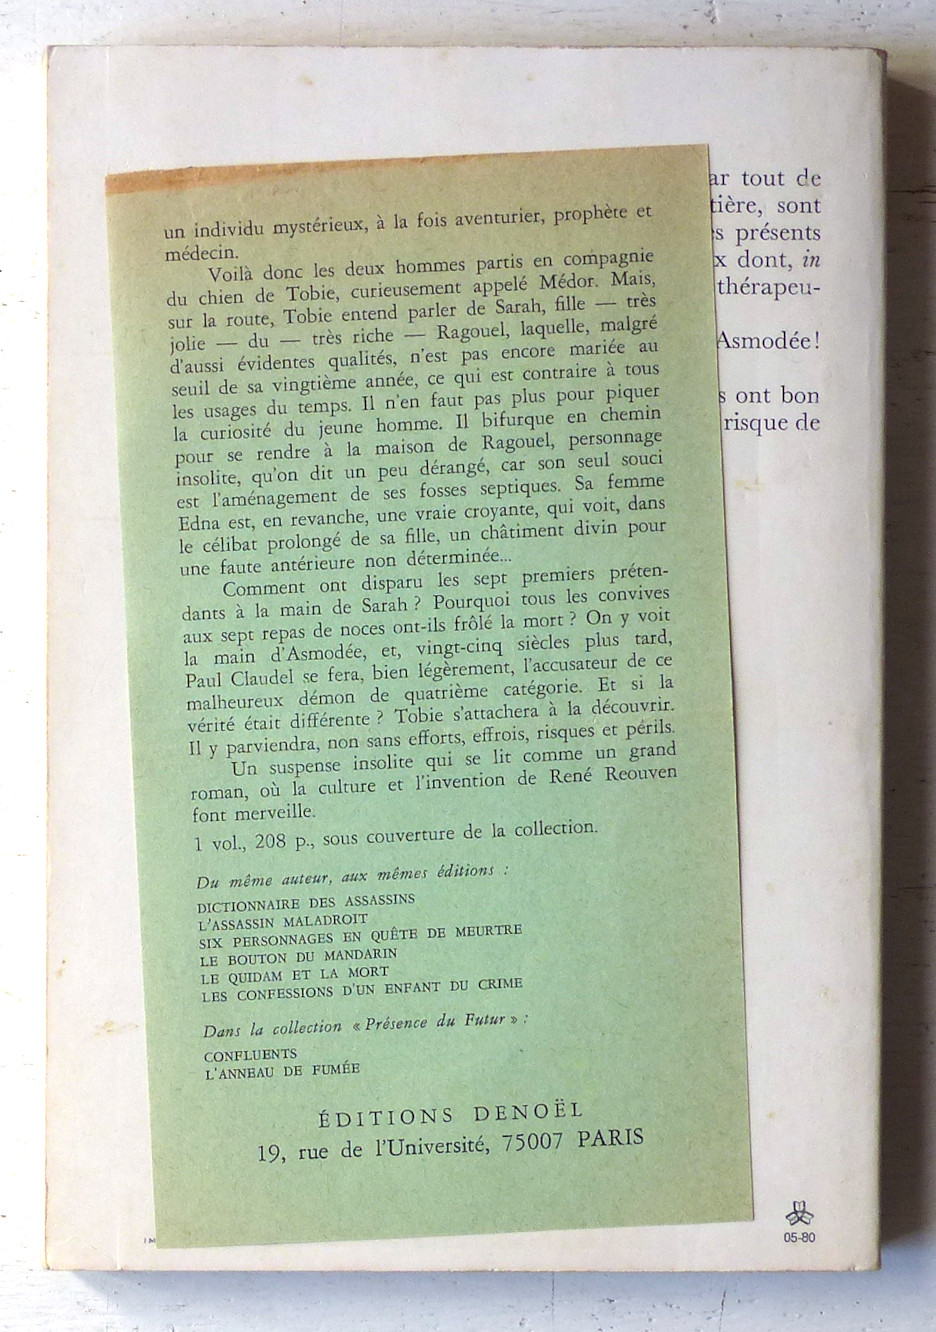 un individu mystérieux, à la fois aventurier, prophète et
médecin.
Voilà donc les deux hommes partis en compagnie
du chien de Tobie, curieusement appelé Médor. Mais,
sur la route, Tobie entend parler de Sarah, fille — très
jolie — du — très riche — Ragouel, laquelle, malgré
d'aussi évidentes qualités, n'est pas encore mariée au
seuil de sa vingtième année, ce qui est contraire à tous
les usages du temps. Il n'en faut pas plus pour piquer
la curiosité du jeune homme. Il bifurque en chemin
pour se rendre à la maison de Ragouel, personnage
insolite, qu'on dit un peu dérangé, car son seul souci
est l'aménagement de ses fosses septiques. Sa femme
Edna est, en revanche, une vraie croyante, qui voit, dans
le célibat prolongé de sa fille, un châtiment divin pour
une faute antérieure non déterminée...
Comment ont disparu les sept premiers préten-
dants à la main de Sarah ? Pourquoi tous les convives
aux sept repas de noces ont-ils frôlé la mort ? On y voit
la main d'Asmodée, et, vingt-cinq siècles plus tard,
Paul Claudel se fera, bien légèrement, l'accusateur de ce
malheureux démon de quatrième catégorie. Et si la
vérité était différente ? Tobie s'attachera à la découvrir.
Il y parviendra, non sans efforts, effrois, risques et périls.
Un suspense insolite qui se lit comme un grand
roman, où la culture et l'invention de René Reouven
font merveille.
1 vol., 208 p., sous couverture de la collection.
Du même auteur, aux mêmes éditions :
DICTIONNAIRE DES ASSASSINS
L'ASSASSIN MALADROIT
SIX PERSONNAGES EN QUÊTE DE MEURTRE
LE BOUTON DU MANDARIN
LE QUIDAM ET LA MORT
LES CONFESSIONS D'UN ENFANT DU CRIME
Dans la collection « Présence du Futur » :
CONFLUENTS
L'ANNEAU DE FUMÉE
ÉDITIONS DENOËL
19, rue de l'Université, 75007 PARIS
ar tout de
tière, sont
s présents
x dont, in
thérapeu-
Asmodée !
s ont bon
risque de
IM
05-80